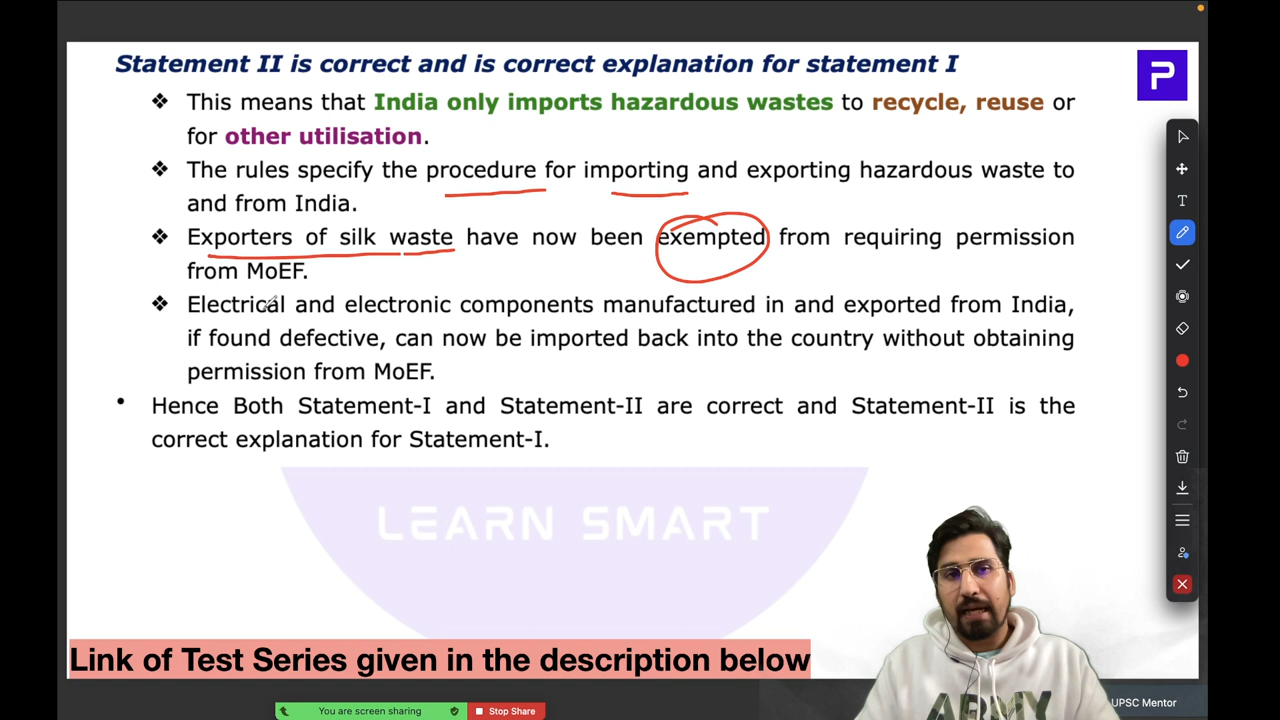 Statement II is correct and is correct explanation for statement I
P
❖ This means that India only imports hazardous wastes to recycle, reuse or
for other utilisation.
❖ The rules specify the procedure for importing and exporting hazardous waste to
and from India.
❖ Exporters of silk waste have now been exempted from requiring permission
from MoEF.
❖ Electrical and electronic components manufactured in and exported from India,
if found defective, can now be imported back into the country without obtaining
permission from MoEF.
• Hence Both Statement-I and Statement-II are correct and Statement-II is the
correct explanation for Statement-I.
LEARN SMART
Link of Test Series given in the description below
ARMY
UPSC Mentor
You are screen sharing
Stop Share
T